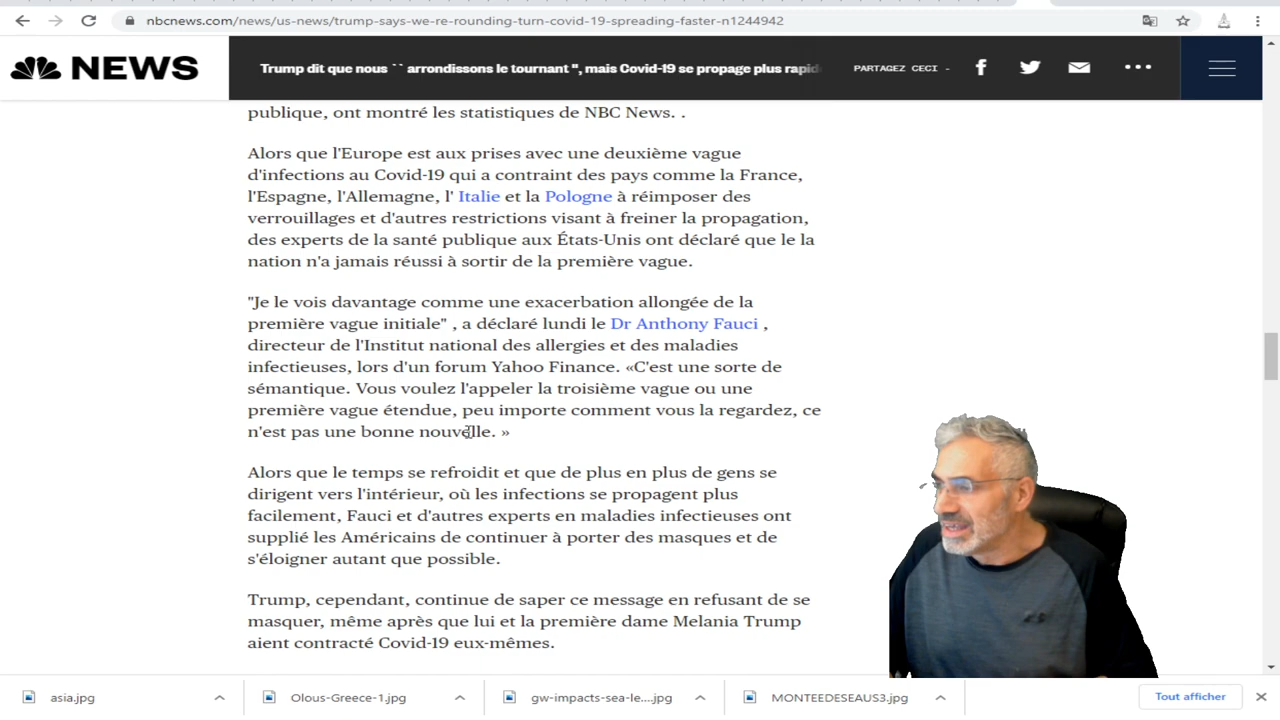 nbcnews.com/news/us-news/trump-says-we-re-rounding-turn-covid-19-spreading-faster-n1244942
NEWS
Trump dit que nous `` arrondissons le tournant ", mais Covid-19 se propage plus rapid
PARTAGEZ CECI -
publique, ont montré les statistiques de NBC News. .
Alors que l'Europe est aux prises avec une deuxième vague
d'infections au Covid-19 qui a contraint des pays comme la France,
l'Espagne, l'Allemagne, l' Italie et la Pologne à réimposer des
verrouillages et d'autres restrictions visant à freiner la propagation,
des experts de la santé publique aux États-Unis ont déclaré que le la
nation n'a jamais réussi à sortir de la première vague.
"Je le vois davantage comme une exacerbation allongée de la
première vague initiale" , a déclaré lundi le Dr Anthony Fauci ,
directeur de l'Institut national des allergies et des maladies
infectieuses, lors d'un forum Yahoo Finance. «C'est une sorte de
sémantique. Vous voulez l'appeler la troisième vague ou une
première vague étendue, peu importe comment vous la regardez, ce
n'est pas une bonne nouvelle. »
Alors que le temps se refroidit et que de plus en plus de gens se
dirigent vers l'intérieur, où les infections se propagent plus
facilement, Fauci et d'autres experts en maladies infectieuses ont
supplié les Américains de continuer à porter des masques et de
s'éloigner autant que possible.
Trump, cependant, continue de saper ce message en refusant de se
masquer, même après que lui et la première dame Melania Trump
aient contracté Covid-19 eux-mêmes.
asia.jpg
Olous-Greece-1.jpg
gw-impacts-sea-le....jpg
MONTEEDESEAUS3.jpg
Tout afficher